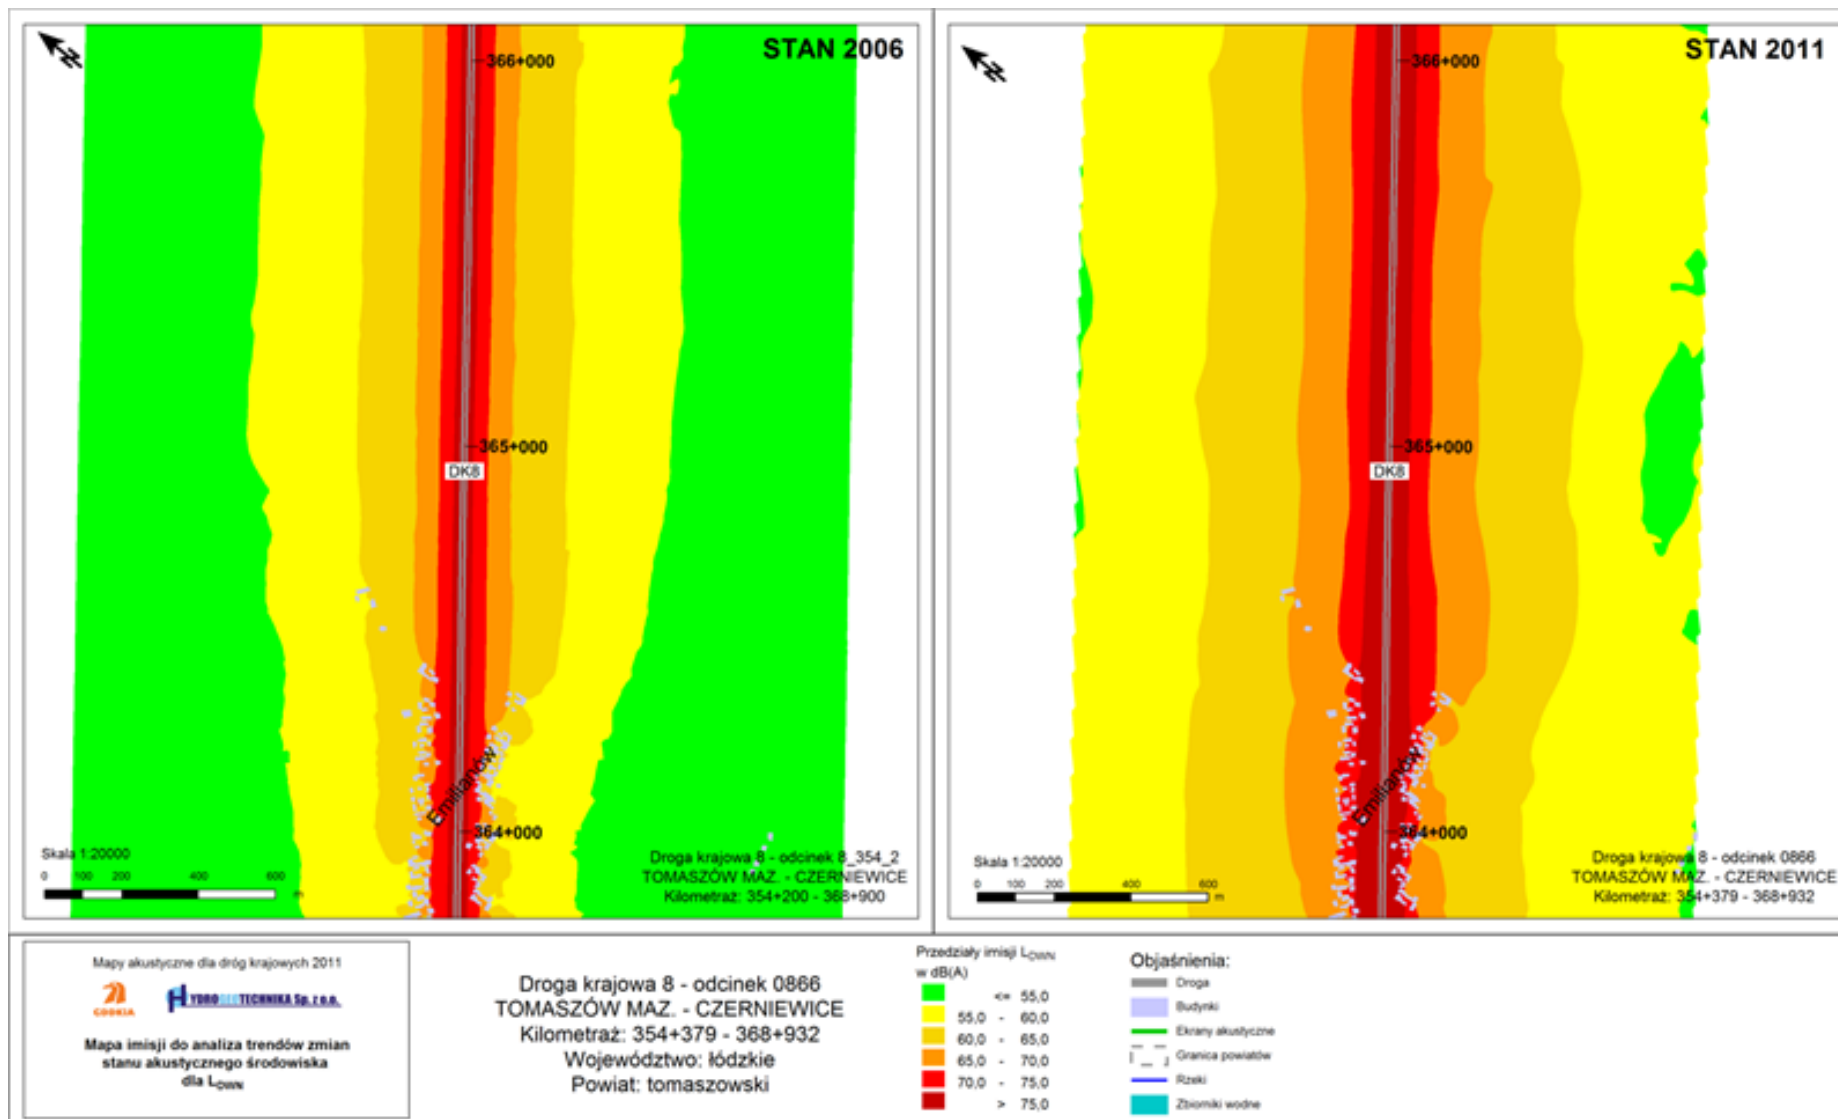 N
STAN 2006
366+000
365+000
DK8
Emilianów
364+000
Skala 1:20000
0 100 200 400 600
m
Droga krajowa 8 - odcinek 8_354_2
TOMASZÓW MAZ. - CZERNIEWICE
Kilometraż: 354+200 - 368+900
N
STAN 2011
366+000
365+000
DK8
Emilianów
364+000
Skala 1:20000
0 100 200 400 600
m
Droga krajowa 8 - odcinek 0866
TOMASZÓW MAZ. - CZERNIEWICE
Kilometraż: 354+379 - 368+932
Mapy akustyczne dla dróg krajowych 2011
GDDKIA
HYDROGEOTECHNIKA Sp. z o.o.
Mapa imisji do analiza trendów zmian
stanu akustycznego środowiska
dla LDWN
Droga krajowa 8 - odcinek 0866
TOMASZÓW MAZ. - CZERNIEWICE
Kilometraż: 354+379 - 368+932
Województwo: łódzkie
Powiat: tomaszowski
Przedziały imisji LDWN
w dB(A)
<= 55,0
55,0 - 60,0
60,0 - 65,0
65,0 - 70,0
70,0 - 75,0
> 75,0
Objaśnienia:
Droga
Budynki
Ekrany akustyczne
Granica powiatów
Rzeki
Zbiorniki wodne